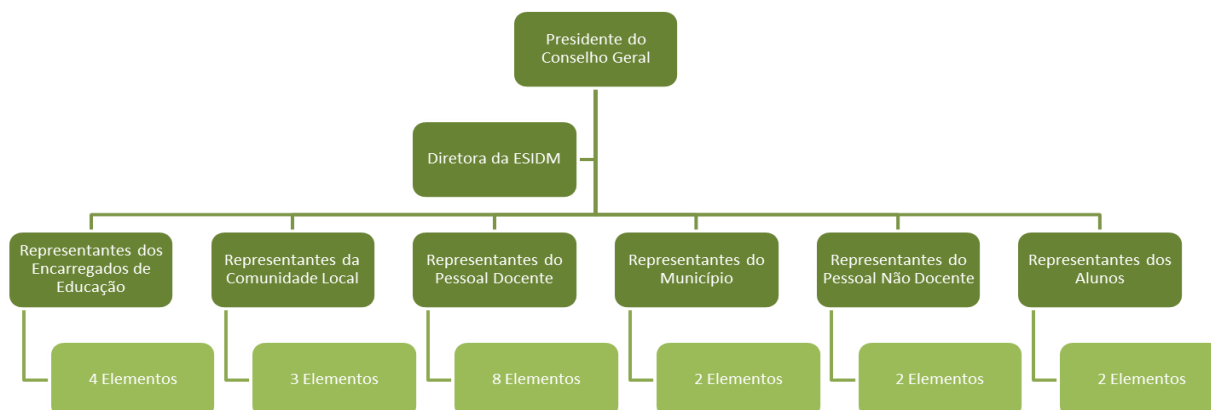 Presidente do
Conselho Geral
Diretora da ESIDM
Representantes dos
Encarregados de
Educação
Representantes da
Comunidade Local
Representantes do
Pessoal Docente
Representantes do
Município
Representantes do
Pessoal Não Docente
Representantes dos
Alunos
4 Elementos
3 Elementos
8 Elementos
2 Elementos
2 Elementos
2 Elementos